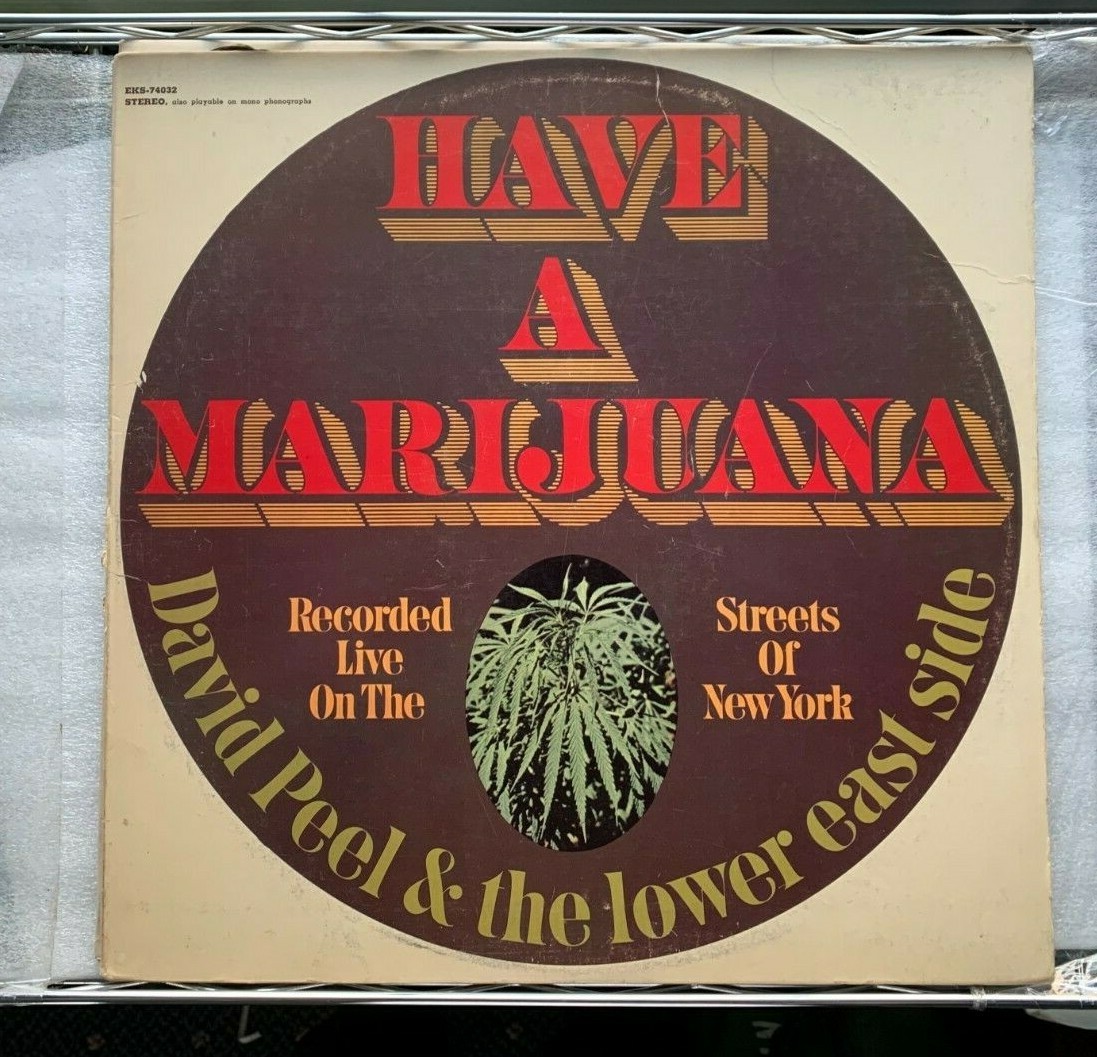 EKS-74032
STEREO, also playable on mono phonographs
HAVE
A
MARIJUANA
Recorded
Live
On The
Streets
Of
New York
David Peel & the lower east side